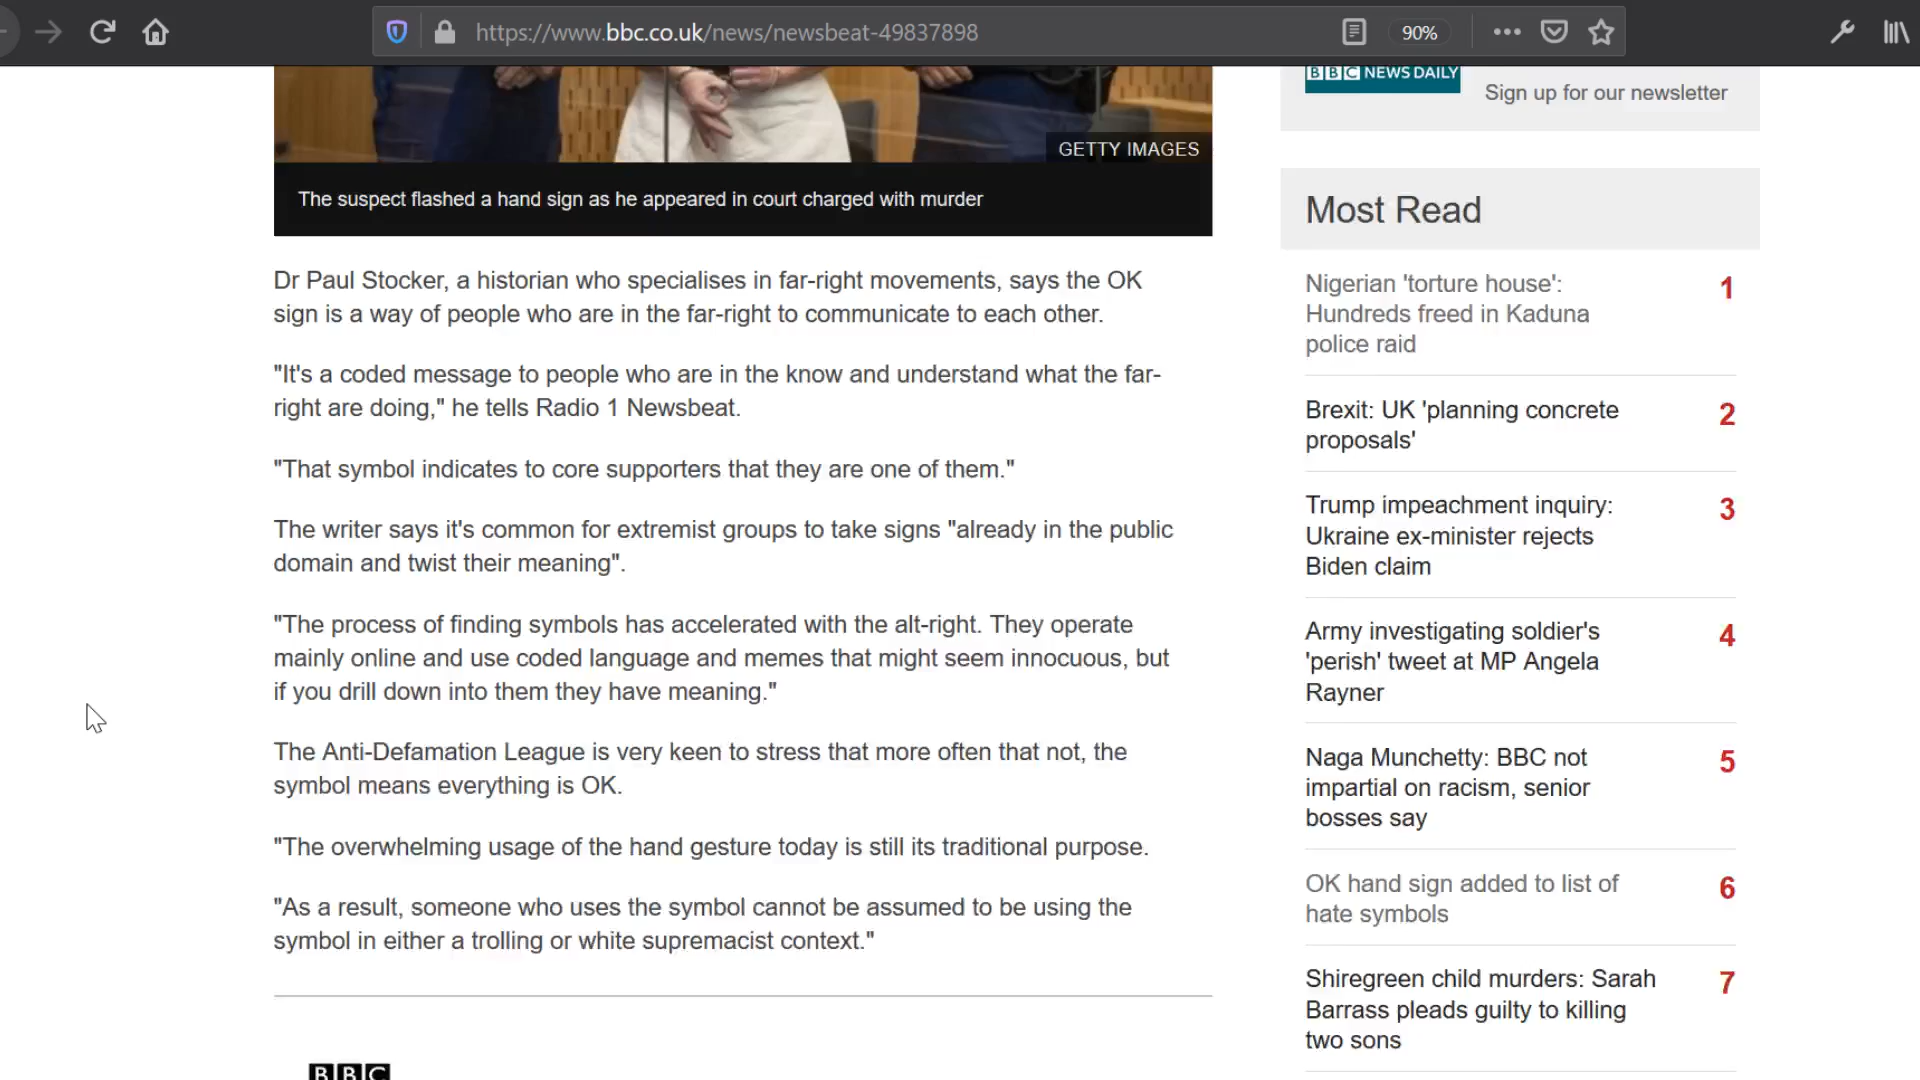 https://www.bbc.co.uk/news/newsbeat-49837898
90%
GETTY IMAGES
The suspect flashed a hand sign as he appeared in court charged with murder
Dr Paul Stocker, a historian who specialises in far-right movements, says the OK
sign is a way of people who are in the far-right to communicate to each other.
"It's a coded message to people who are in the know and understand what the far-
right are doing," he tells Radio 1 Newsbeat.
"That symbol indicates to core supporters that they are one of them."
The writer says it's common for extremist groups to take signs "already in the public
domain and twist their meaning".
"The process of finding symbols has accelerated with the alt-right. They operate
mainly online and use coded language and memes that might seem innocuous, but
if you drill down into them they have meaning."
The Anti-Defamation League is very keen to stress that more often that not, the
symbol means everything is OK.
"The overwhelming usage of the hand gesture today is still its traditional purpose.
"As a result, someone who uses the symbol cannot be assumed to be using the
symbol in either a trolling or white supremacist context."
BBC
BBC NEWS DAILY
Sign up for our newsletter
Most Read
Nigerian 'torture house': 1
Hundreds freed in Kaduna
police raid
Brexit: UK 'planning concrete 2
proposals'
Trump impeachment inquiry: 3
Ukraine ex-minister rejects
Biden claim
Army investigating soldier's 4
'perish' tweet at MP Angela
Rayner
Naga Munchetty: BBC not 5
impartial on racism, senior
bosses say
OK hand sign added to list of 6
hate symbols
Shiregreen child murders: Sarah 7
Barrass pleads guilty to killing
two sons